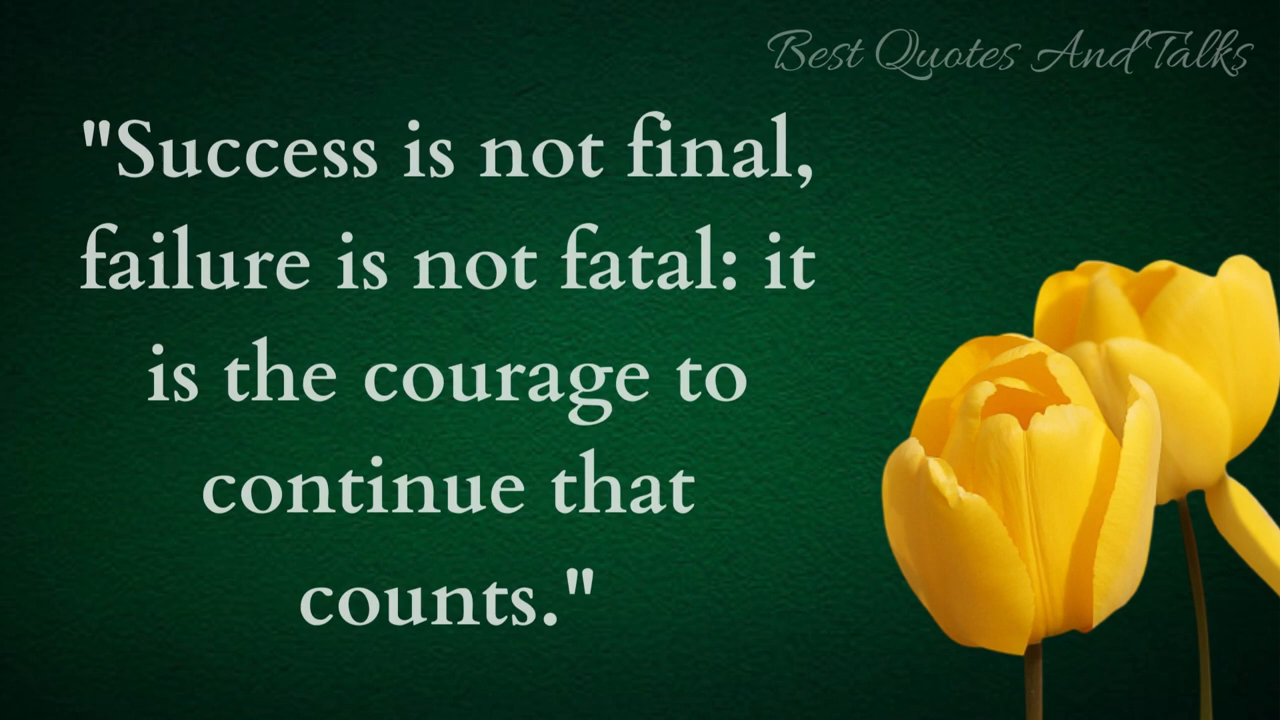 Best Quotes And Talks
"Success is not final,
failure is not fatal: it
is the courage to
continue that
counts."